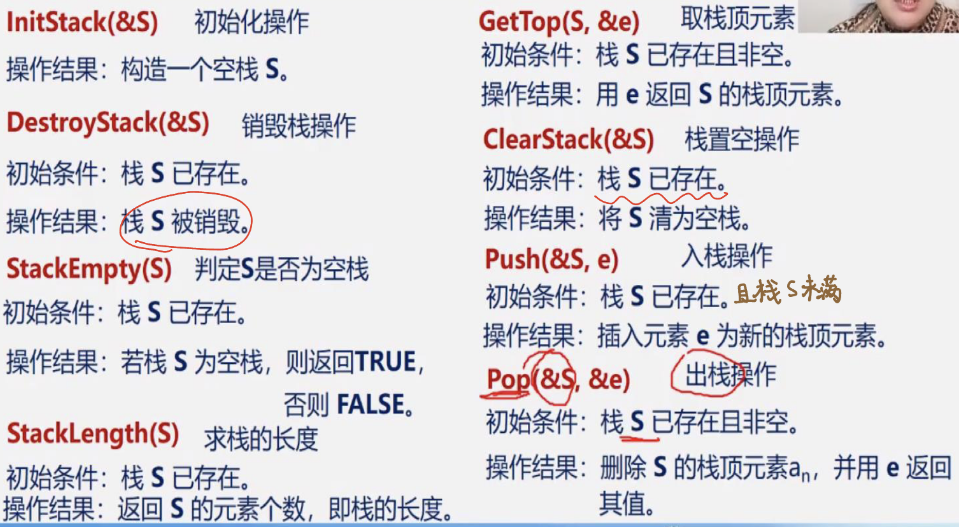 InitStack(&S) 初始化操作
操作结果：构造一个空栈 S。
DestroyStack(&S) 销毁栈操作
初始条件：栈 S 已存在。
操作结果：栈 S 被销毁。
StackEmpty(S) 判定S是否为空栈
初始条件：栈 S 已存在。
操作结果：若栈 S 为空栈，则返回TRUE，
否则 FALSE。
StackLength(S) 求栈的长度
初始条件：栈 S 已存在。
操作结果：返回 S 的元素个数，即栈的长度。
GetTop(S, &e) 取栈顶元素
初始条件：栈 S 已存在且非空。
操作结果：用 e 返回 S 的栈顶元素。
ClearStack(&S) 栈置空操作
初始条件：栈 S 已存在。
操作结果：将 S 清为空栈。
Push(&S, e) 入栈操作
初始条件：栈 S 已存在。且栈 S 未满
操作结果：插入元素 e 为新的栈顶元素。
Pop(&S, &e) 出栈操作
初始条件：栈 S 已存在且非空。
操作结果：删除 S 的栈顶元素aₙ，并用 e 返回
其值。